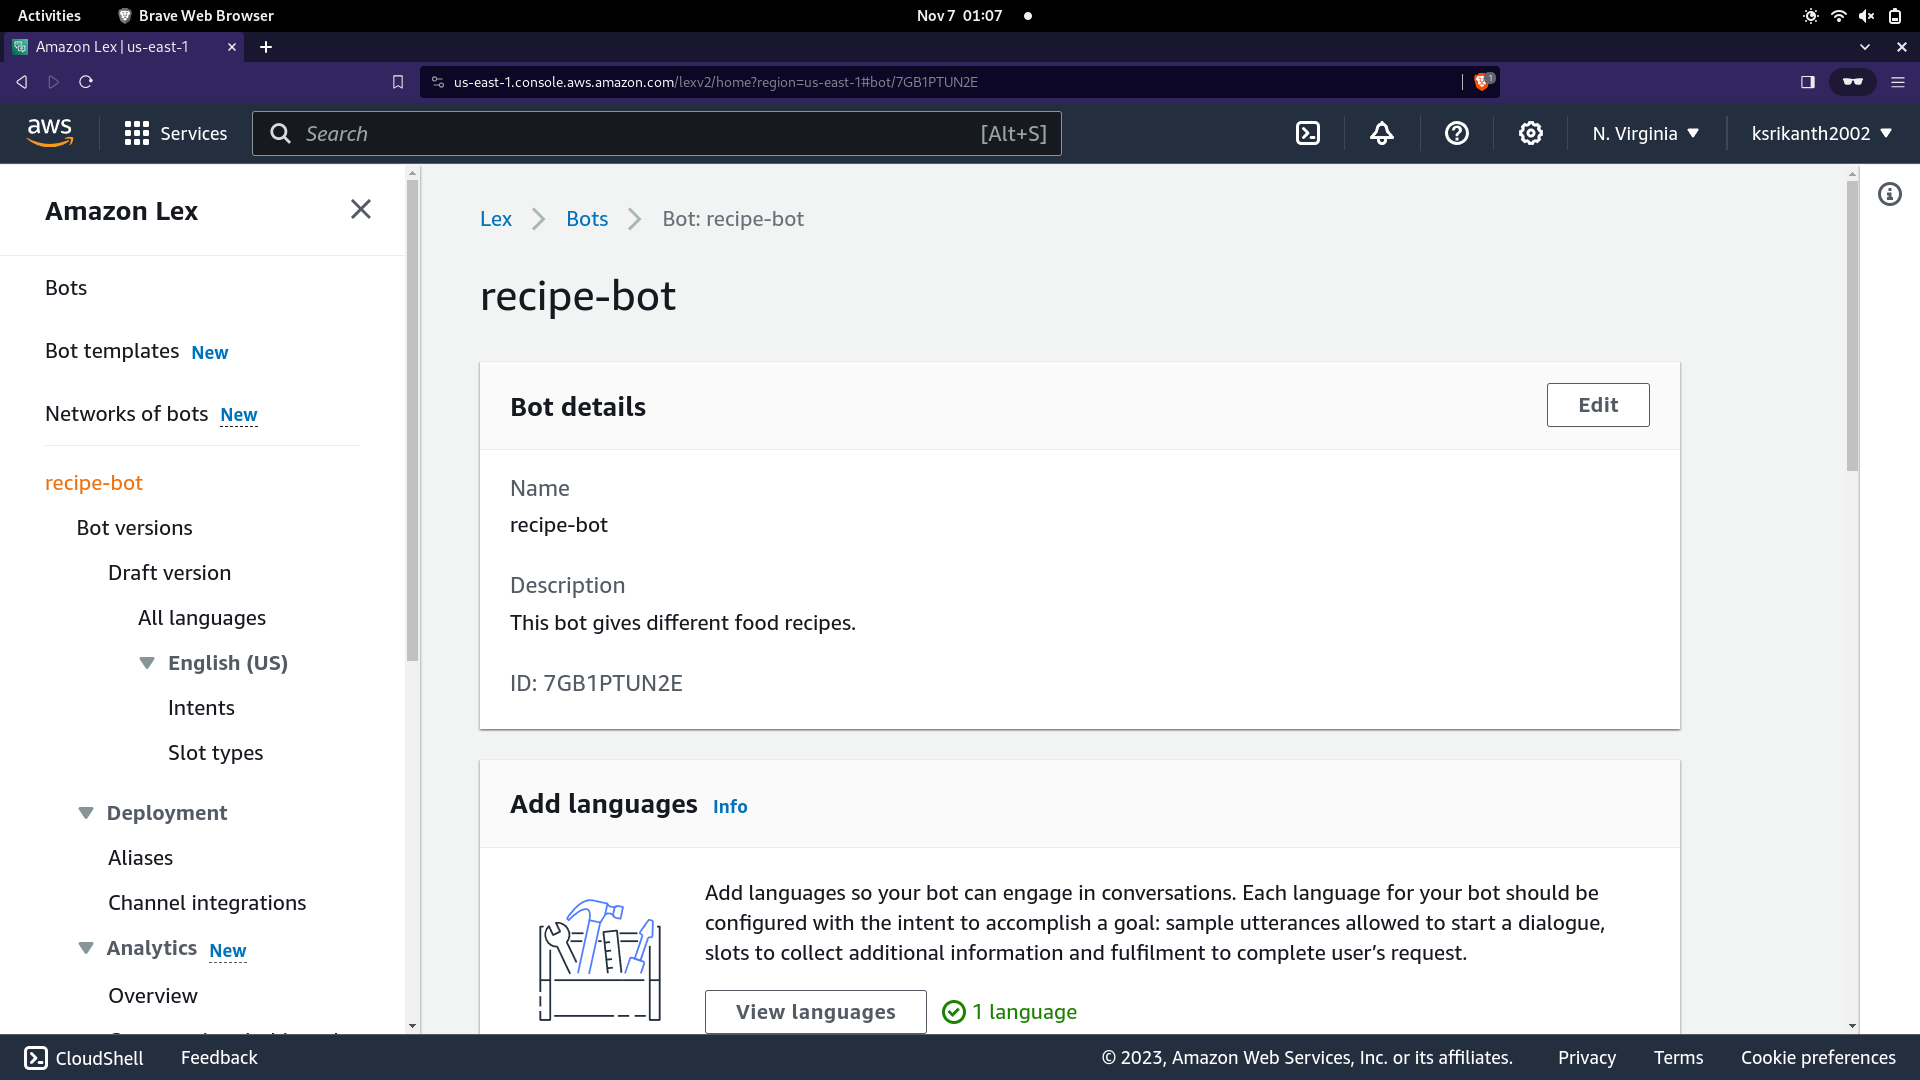 Activities
Brave Web Browser
Nov 7 01:07
Amazon Lex | us-east-1
us-east-1.console.aws.amazon.com/lexv2/home?region=us-east-1#bot/7GB1PTUN2E
1
aws
Services
Search
[Alt+S]
N. Virginia
ksrikanth2002
Amazon Lex
Bots
Bot templates New
Networks of bots New
recipe-bot
Bot versions
Draft version
All languages
English (US)
Intents
Slot types
Deployment
Aliases
Channel integrations
Analytics New
Overview
Lex
Bots
Bot: recipe-bot
recipe-bot
Bot details
Edit
Name
recipe-bot
Description
This bot gives different food recipes.
ID: 7GB1PTUN2E
Add languages Info
Add languages so your bot can engage in conversations. Each language for your bot should be
configured with the intent to accomplish a goal: sample utterances allowed to start a dialogue,
slots to collect additional information and fulfilment to complete user’s request.
View languages
1 language
CloudShell
Feedback
© 2023, Amazon Web Services, Inc. or its affiliates.
Privacy
Terms
Cookie preferences